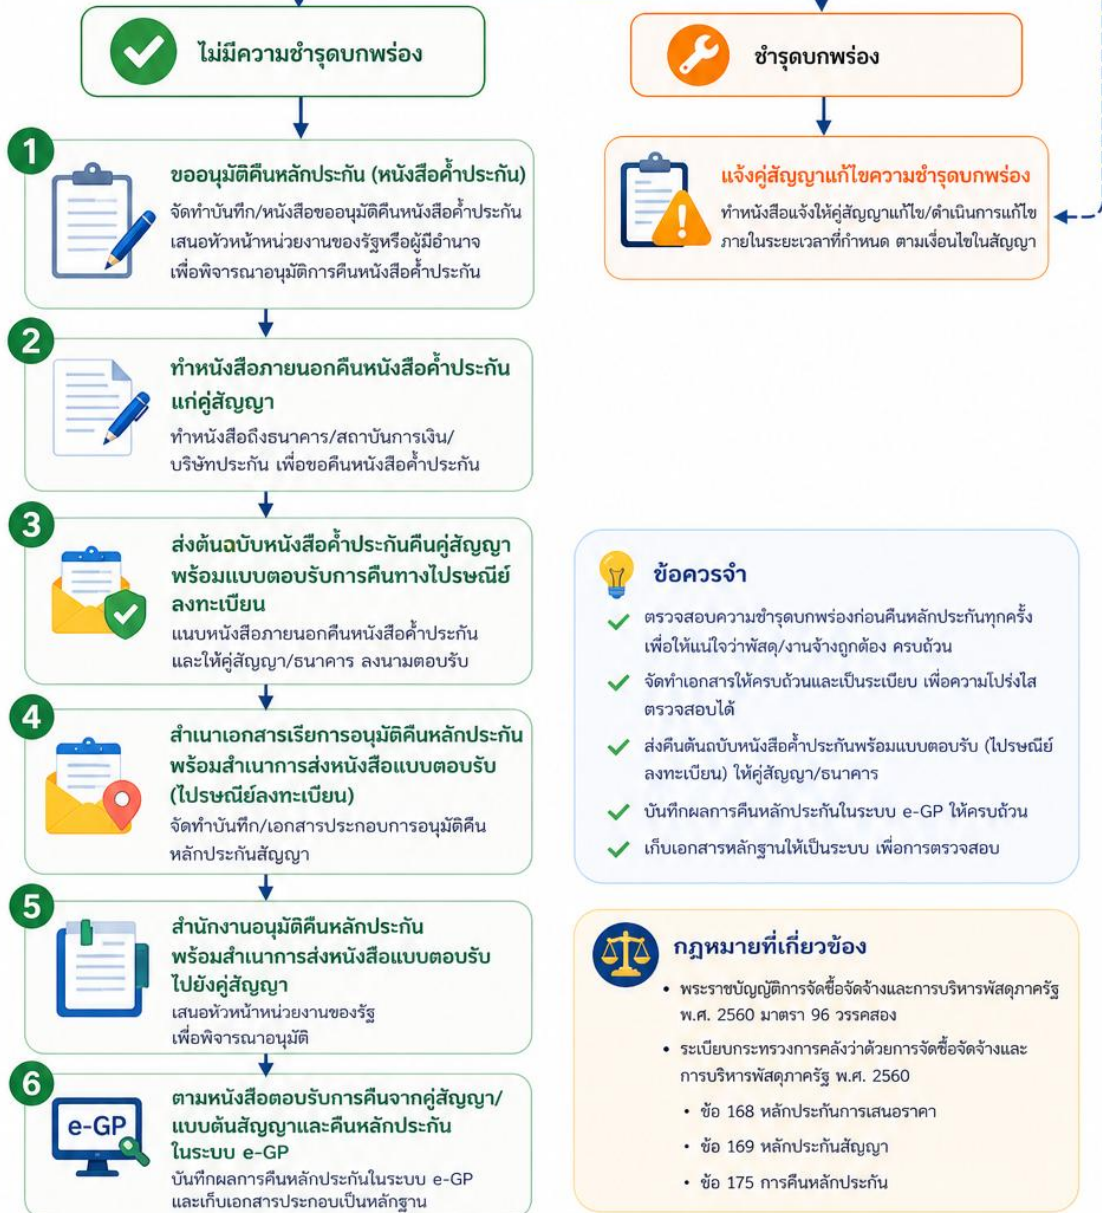 ไม่มีความชำรุดบกพร่อง
1
ขออนุมัติคืนหลักประกัน (หนังสือค้ำประกัน)
จัดทำบันทึก/หนังสือขออนุมัติคืนหนังสือค้ำประกัน
เสนอหัวหน้าหน่วยงานของรัฐหรือผู้มีอำนาจ
เพื่อพิจารณาอนุมัติการคืนหนังสือค้ำประกัน
2
ทำหนังสือภายนอกคืนหนังสือค้ำประกัน
แก่คู่สัญญา
ทำหนังสือถึงธนาคาร/สถาบันการเงิน/
บริษัทประกัน เพื่อขอคืนหนังสือค้ำประกัน
3
ส่งต้นฉบับหนังสือค้ำประกันคืนคู่สัญญา
พร้อมแบบตอบรับการคืนทางไปรษณีย์
ลงทะเบียน
แนบหนังสือภายนอกคืนหนังสือค้ำประกัน
และให้คู่สัญญา/ธนาคาร ลงนามตอบรับ
4
สำเนาเอกสารเรียการอนุมัติคืนหลักประกัน
พร้อมสำเนาการส่งหนังสือแบบตอบรับ
(ไปรษณีย์ลงทะเบียน)
จัดทำบันทึก/เอกสารประกอบการอนุมัติคืน
หลักประกันสัญญา
5
สำนักงานอนุมัติคืนหลักประกัน
พร้อมสำเนาการส่งหนังสือแบบตอบรับ
ไปยังคู่สัญญา
เสนอหัวหน้าหน่วยงานของรัฐ
เพื่อพิจารณาอนุมัติ
6
e-GP
ตามหนังสือตอบรับการคืนจากคู่สัญญา/
แบบต้นสัญญาและคืนหลักประกัน
ในระบบ e-GP
บันทึกผลการคืนหลักประกันในระบบ e-GP
และเก็บเอกสารประกอบเป็นหลักฐาน
ชำรุดบกพร่อง
แจ้งคู่สัญญาแก้ไขความชำรุดบกพร่อง
ทำหนังสือแจ้งให้คู่สัญญาแก้ไข/ดำเนินการแก้ไข
ภายในระยะเวลาที่กำหนด ตามเงื่อนไขในสัญญา
ข้อควรจำ
ตรวจสอบความชำรุดบกพร่องก่อนคืนหลักประกันทุกครั้ง
เพื่อให้แน่ใจว่าพัสดุ/งานจ้างถูกต้อง ครบถ้วน
จัดทำเอกสารให้ครบถ้วนและเป็นระเบียบ เพื่อความโปร่งใส
ตรวจสอบได้
ส่งคืนต้นฉบับหนังสือค้ำประกันพร้อมแบบตอบรับ (ไปรษณีย์
ลงทะเบียน) ให้คู่สัญญา/ธนาคาร
บันทึกผลการคืนหลักประกันในระบบ e-GP ให้ครบถ้วน
เก็บเอกสารหลักฐานให้เป็นระบบ เพื่อการตรวจสอบ
กฎหมายที่เกี่ยวข้อง
• พระราชบัญญัติการจัดซื้อจัดจ้างและการบริหารพัสดุภาครัฐ
พ.ศ. 2560 มาตรา 96 วรรคสอง
• ระเบียบกระทรวงการคลังว่าด้วยการจัดซื้อจัดจ้างและ
การบริหารพัสดุภาครัฐ พ.ศ. 2560
• ข้อ 168 หลักประกันการเสนอราคา
• ข้อ 169 หลักประกันสัญญา
• ข้อ 175 การคืนหลักประกัน